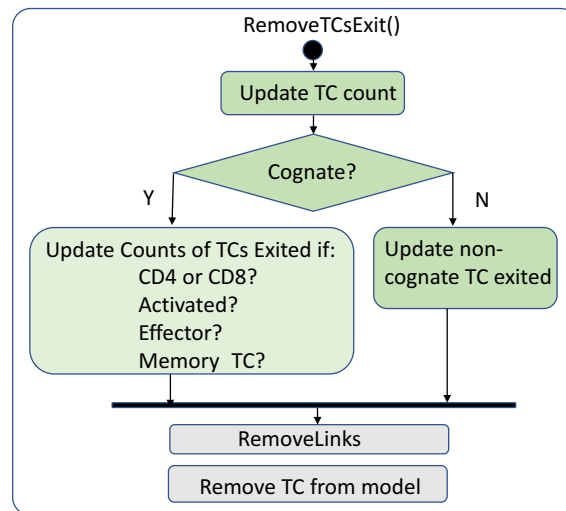 RemoveTCsExit()
Update TC count
Cognate?
Y
N
Update Counts of TCs Exited if:
CD4 or CD8?
Activated?
Effector?
Memory TC?
Update non-
cognate TC exited
RemoveLinks
Remove TC from model